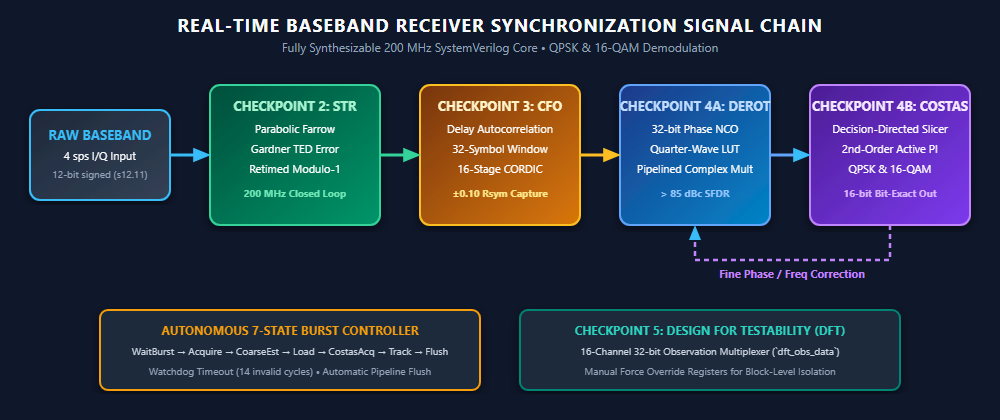 REAL-TIME BASEBAND RECEIVER SYNCHRONIZATION SIGNAL CHAIN
Fully Synthesizable 200 MHz SystemVerilog Core • QPSK & 16-QAM Demodulation
RAW BASEBAND
4 sps I/Q Input
12-bit signed (s12.11)
CHECKPOINT 2: STR
Parabolic Farrow
Gardner TED Error
Retimed Modulo-1
200 MHz Closed Loop
CHECKPOINT 3: CFO
Delay Autocorrelation
32-Symbol Window
16-Stage CORDIC
±0.10 Rsym Capture
CHECKPOINT 4A: DEROT
32-bit Phase NCO
Quarter-Wave LUT
Pipelined Complex Mult
> 85 dBc SFDR
CHECKPOINT 4B: COSTAS
Decision-Directed Slicer
2nd-Order Active PI
QPSK & 16-QAM
16-bit Bit-Exact Out
Fine Phase / Freq Correction
AUTONOMOUS 7-STATE BURST CONTROLLER
WaitBurst → Acquire → CoarseEst → Load → CostasAcq → Track → Flush
Watchdog Timeout (14 invalid cycles) • Automatic Pipeline Flush
CHECKPOINT 5: DESIGN FOR TESTABILITY (DFT)
16-Channel 32-bit Observation Multiplexer (`dft_obs_data`)
Manual Force Override Registers for Block-Level Isolation